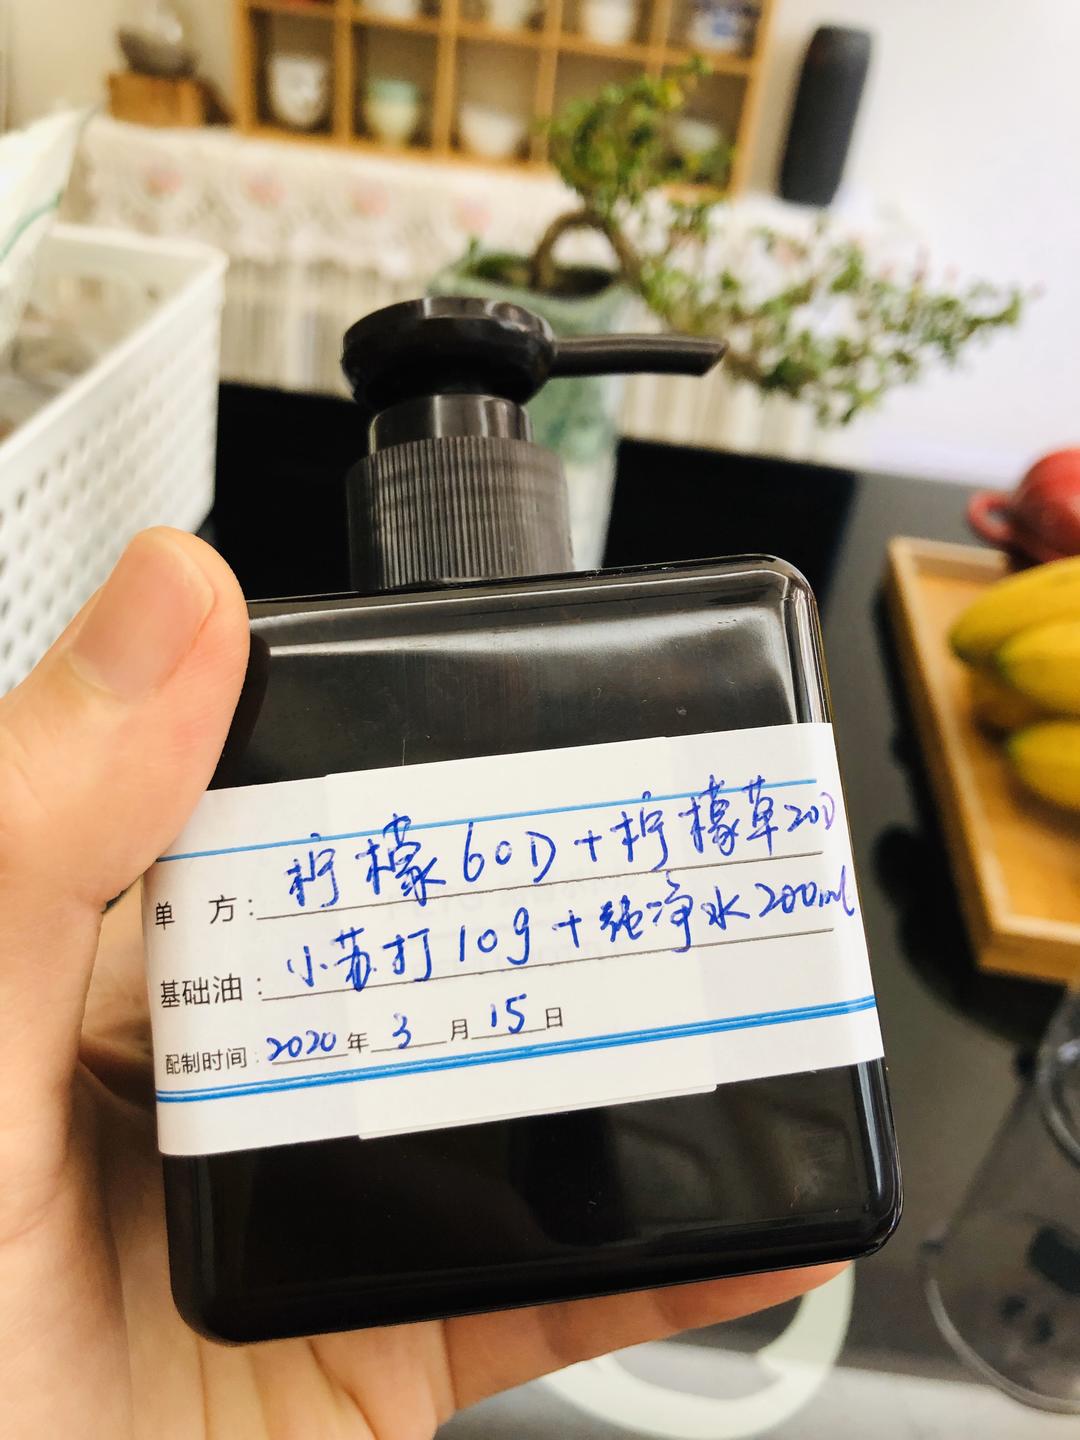 单 方：柠檬60D+柠檬草20D
基础油：小苏打10g+纯净水200ml
配制时间：2020年3月15日